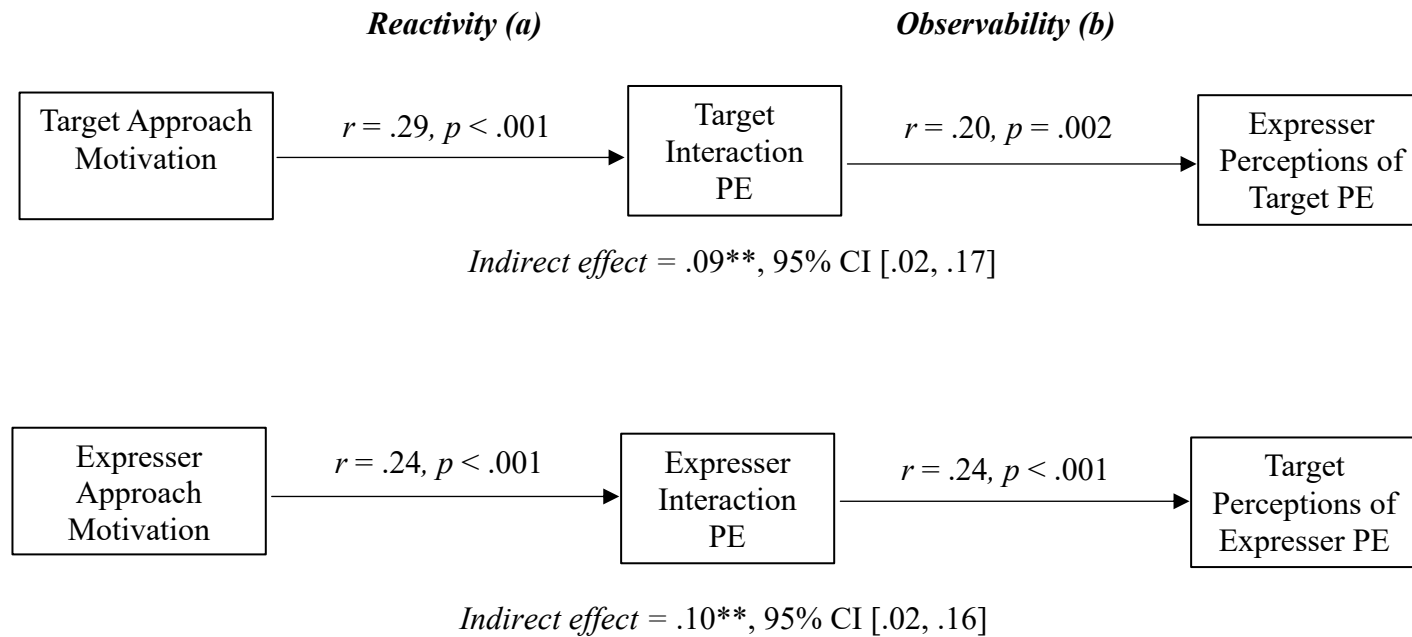 Reactivity (a) Observability (b)
Target Approach
Motivation
r = .29, p < .001
Target
Interaction
PE
r = .20, p = .002
Expresser
Perceptions of
Target PE
Indirect effect = .09**, 95% CI [.02, .17]
Expresser
Approach
Motivation
r = .24, p < .001
Expresser
Interaction
PE
r = .24, p < .001
Target
Perceptions of
Expresser PE
Indirect effect = .10**, 95% CI [.02, .16]